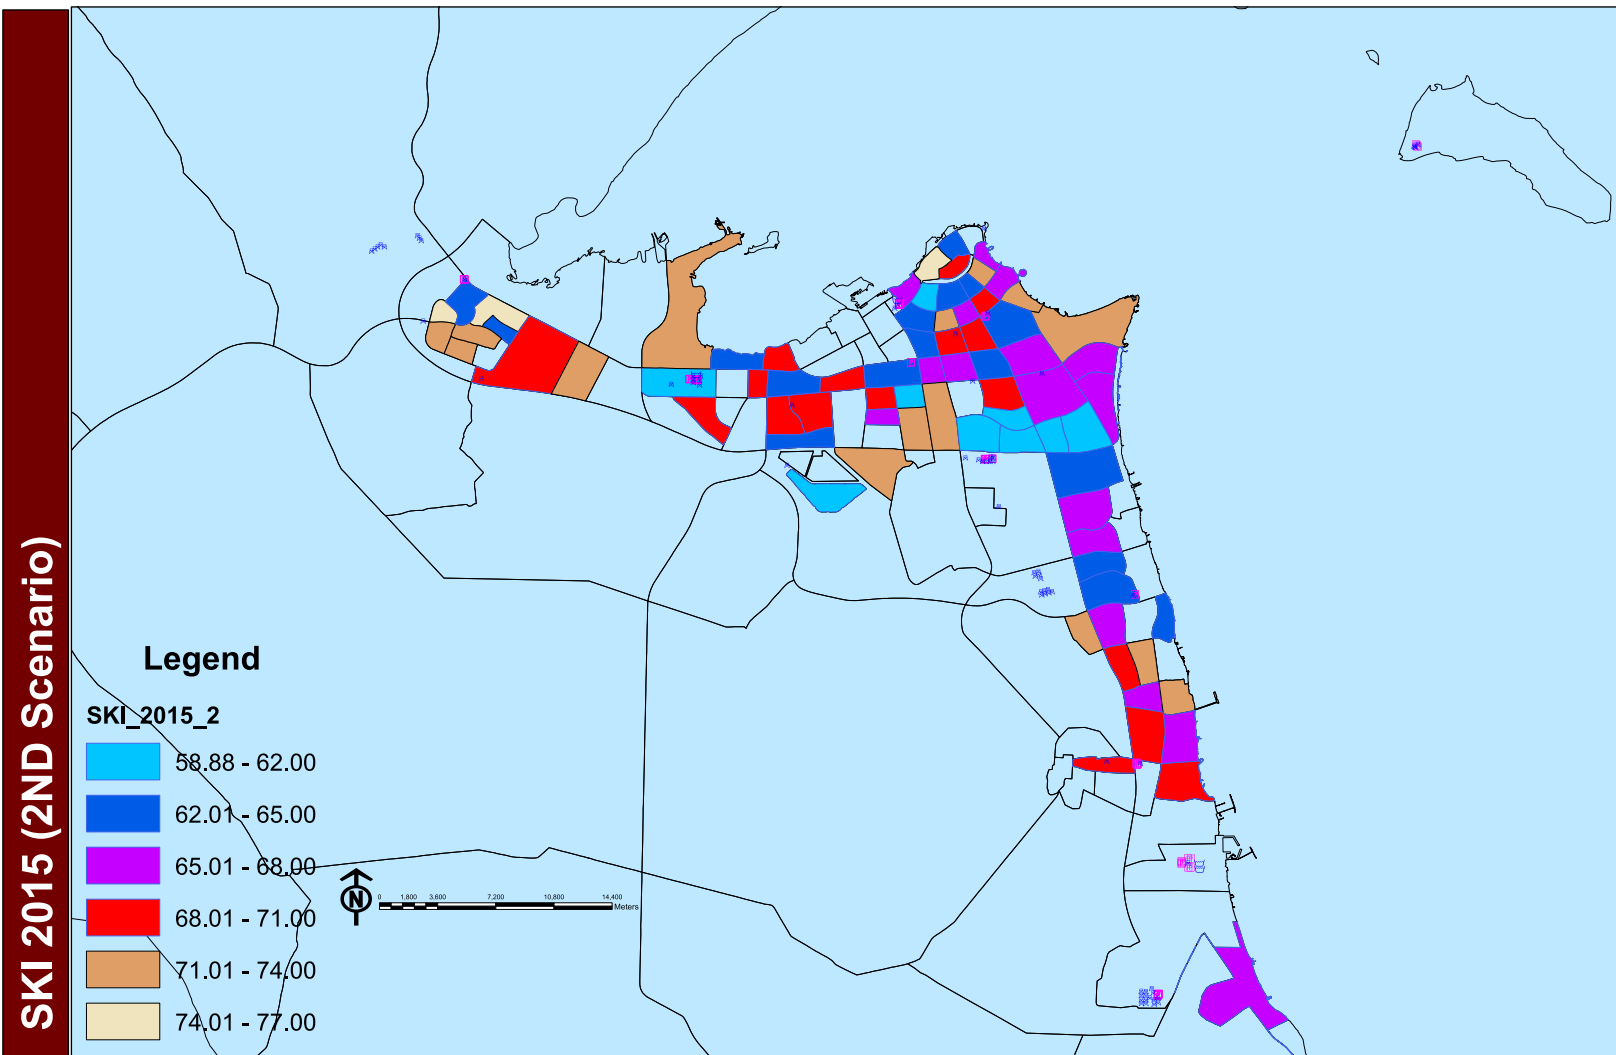 SKI 2015 (2ND Scenario)
Legend
SKI_2015_2
58.88 - 62.00
62.01 - 65.00
65.01 - 68.00
68.01 - 71.00
71.01 - 74.00
74.01 - 77.00
N
0 1,800 3,600 7,200 10,800 14,400
Meters